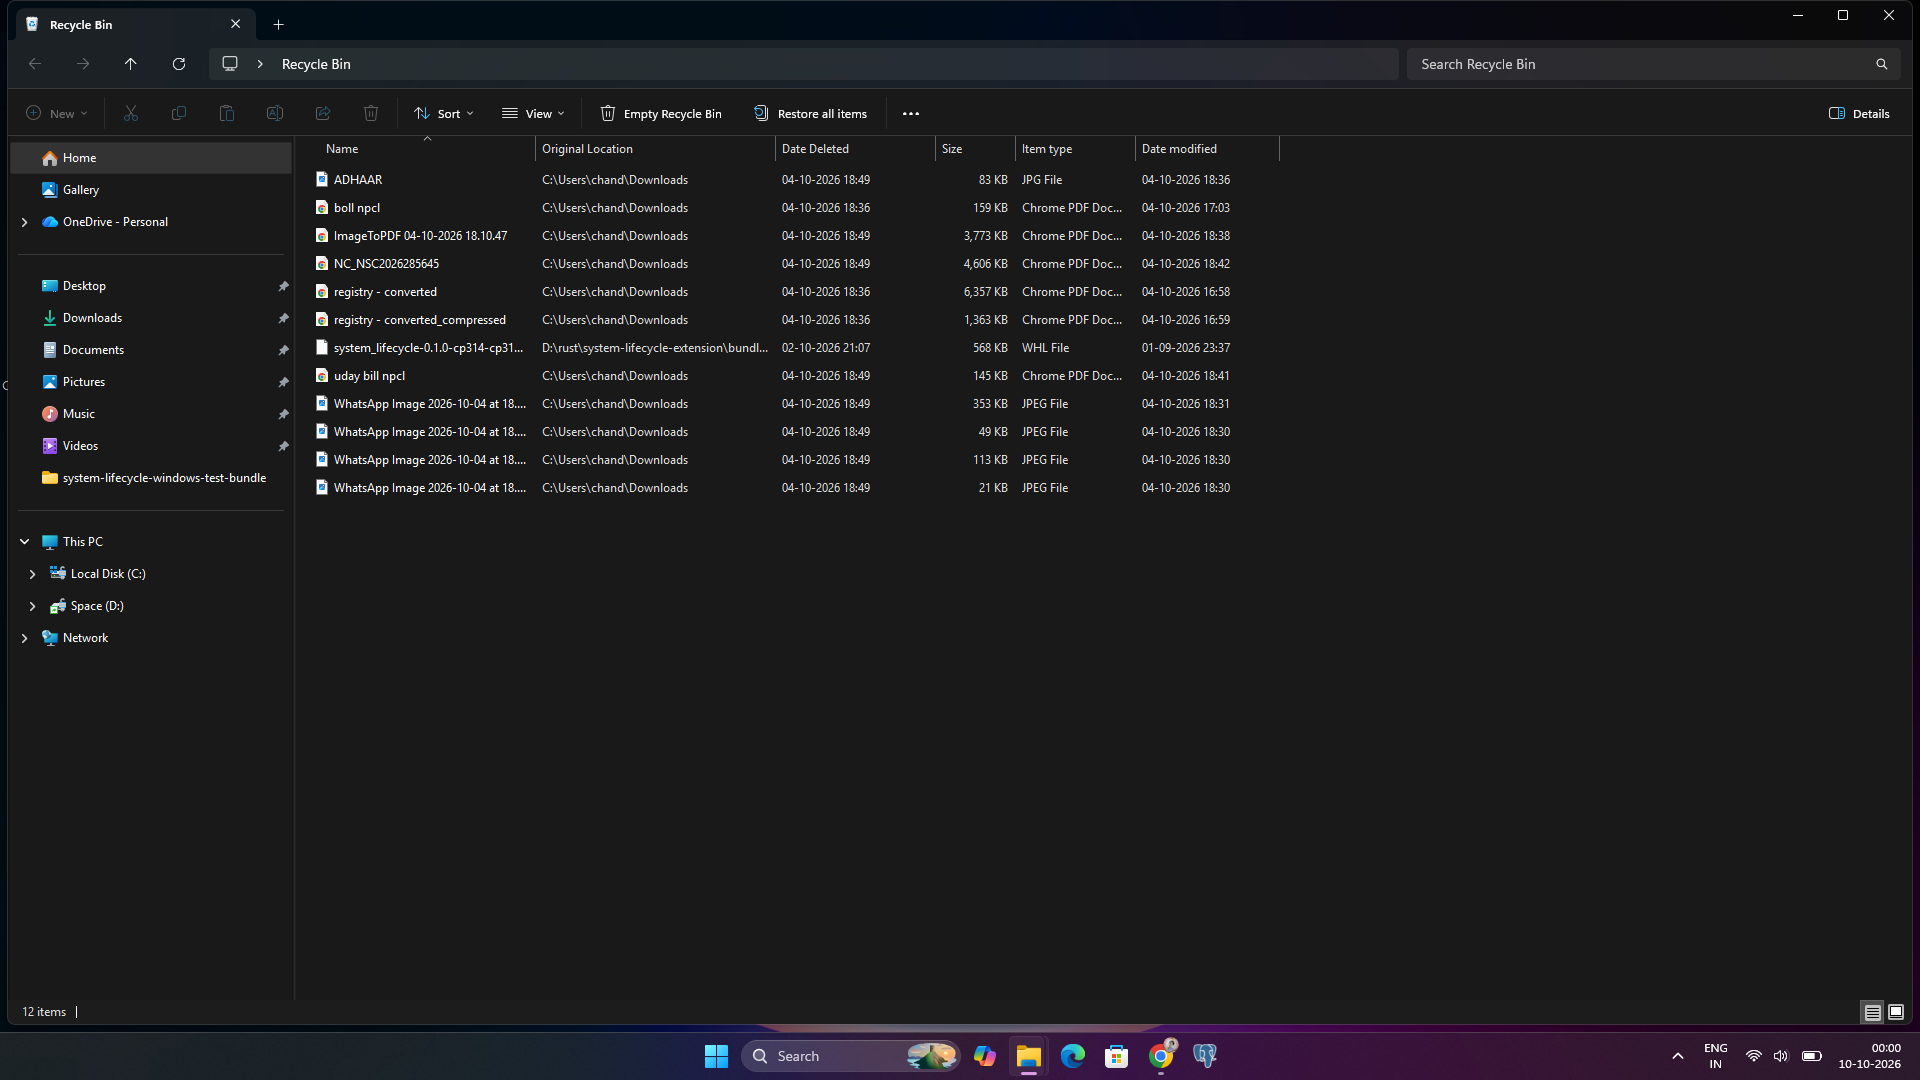 Recycle Bin
Recycle Bin
Search Recycle Bin
New
Sort
View
Empty Recycle Bin
Restore all items
Details
Name Original Location Date Deleted Size Item type Date modified
ADHAAR C:\Users\chand\Downloads 04-10-2026 18:49 83 KB JPG File 04-10-2026 18:36
boll npcl C:\Users\chand\Downloads 04-10-2026 18:36 159 KB Chrome PDF Doc... 04-10-2026 17:03
ImageToPDF 04-10-2026 18.10.47 C:\Users\chand\Downloads 04-10-2026 18:49 3,773 KB Chrome PDF Doc... 04-10-2026 18:38
NC_NSC2026285645 C:\Users\chand\Downloads 04-10-2026 18:49 4,606 KB Chrome PDF Doc... 04-10-2026 18:42
registry - converted C:\Users\chand\Downloads 04-10-2026 18:36 6,357 KB Chrome PDF Doc... 04-10-2026 16:58
registry - converted_compressed C:\Users\chand\Downloads 04-10-2026 18:36 1,363 KB Chrome PDF Doc... 04-10-2026 16:59
system_lifecycle-0.1.0-cp314-cp31... D:\rust\system-lifecycle-extension\bundl... 02-10-2026 21:07 568 KB WHL File 01-09-2026 23:37
uday bill npcl C:\Users\chand\Downloads 04-10-2026 18:49 145 KB Chrome PDF Doc... 04-10-2026 18:41
WhatsApp Image 2026-10-04 at 18.... C:\Users\chand\Downloads 04-10-2026 18:49 353 KB JPEG File 04-10-2026 18:31
WhatsApp Image 2026-10-04 at 18.... C:\Users\chand\Downloads 04-10-2026 18:49 49 KB JPEG File 04-10-2026 18:30
WhatsApp Image 2026-10-04 at 18.... C:\Users\chand\Downloads 04-10-2026 18:49 113 KB JPEG File 04-10-2026 18:30
WhatsApp Image 2026-10-04 at 18.... C:\Users\chand\Downloads 04-10-2026 18:49 21 KB JPEG File 04-10-2026 18:30
Home
Gallery
OneDrive - Personal
Desktop
Downloads
Documents
Pictures
Music
Videos
system-lifecycle-windows-test-bundle
This PC
Local Disk (C:)
Space (D:)
Network
12 items
Search
ENG
IN
00:00
10-10-2026